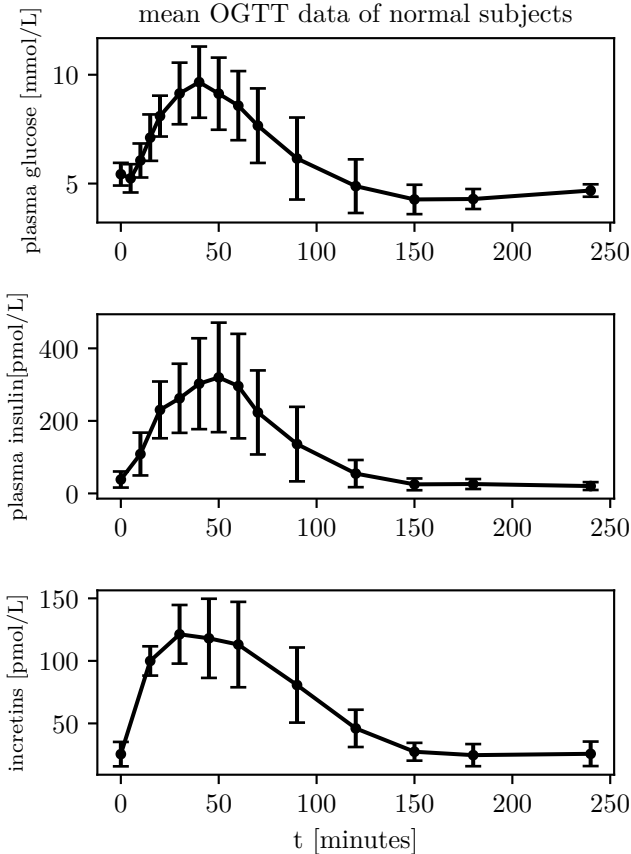 mean OGTT data of normal subjects
plasma glucose [mmol/L]
10
5
0 50 100 150 200 250
plasma insulin[pmol/L]
400
200
0
0 50 100 150 200 250
incretins [pmol/L]
150
100
50
0 50 100 150 200 250
t [minutes]